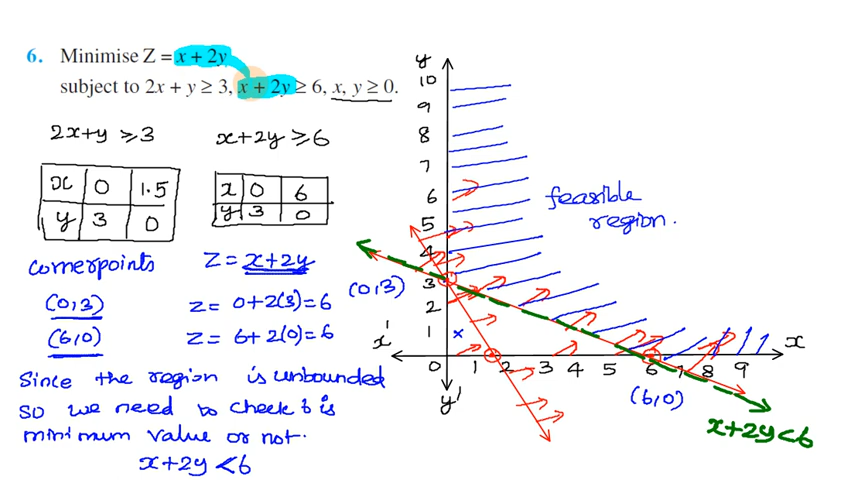 6. Minimise Z = x + 2y
subject to 2x + y ≥ 3, x + 2y ≥ 6, x, y ≥ 0.
2x+y ≥ 3
x+2y ≥ 6
x 0 1.5
y 3 0
x 0 6
y 3 0
cornerpoints
Z = x+2y
(0,3)
z = 0+2(3)=6
(6,0)
z = 6+2(0)=6
Since the region is unbounded
so we need to check 6 is
minimum value or not.
x+2y < 6
y
10
9
8
7
6
5
4
3
2
1
feasible
region.
(0,3)
x'
x
x
0 1 2 3 4 5 6 7 8 9
y'
(6,0)
x+2y<6